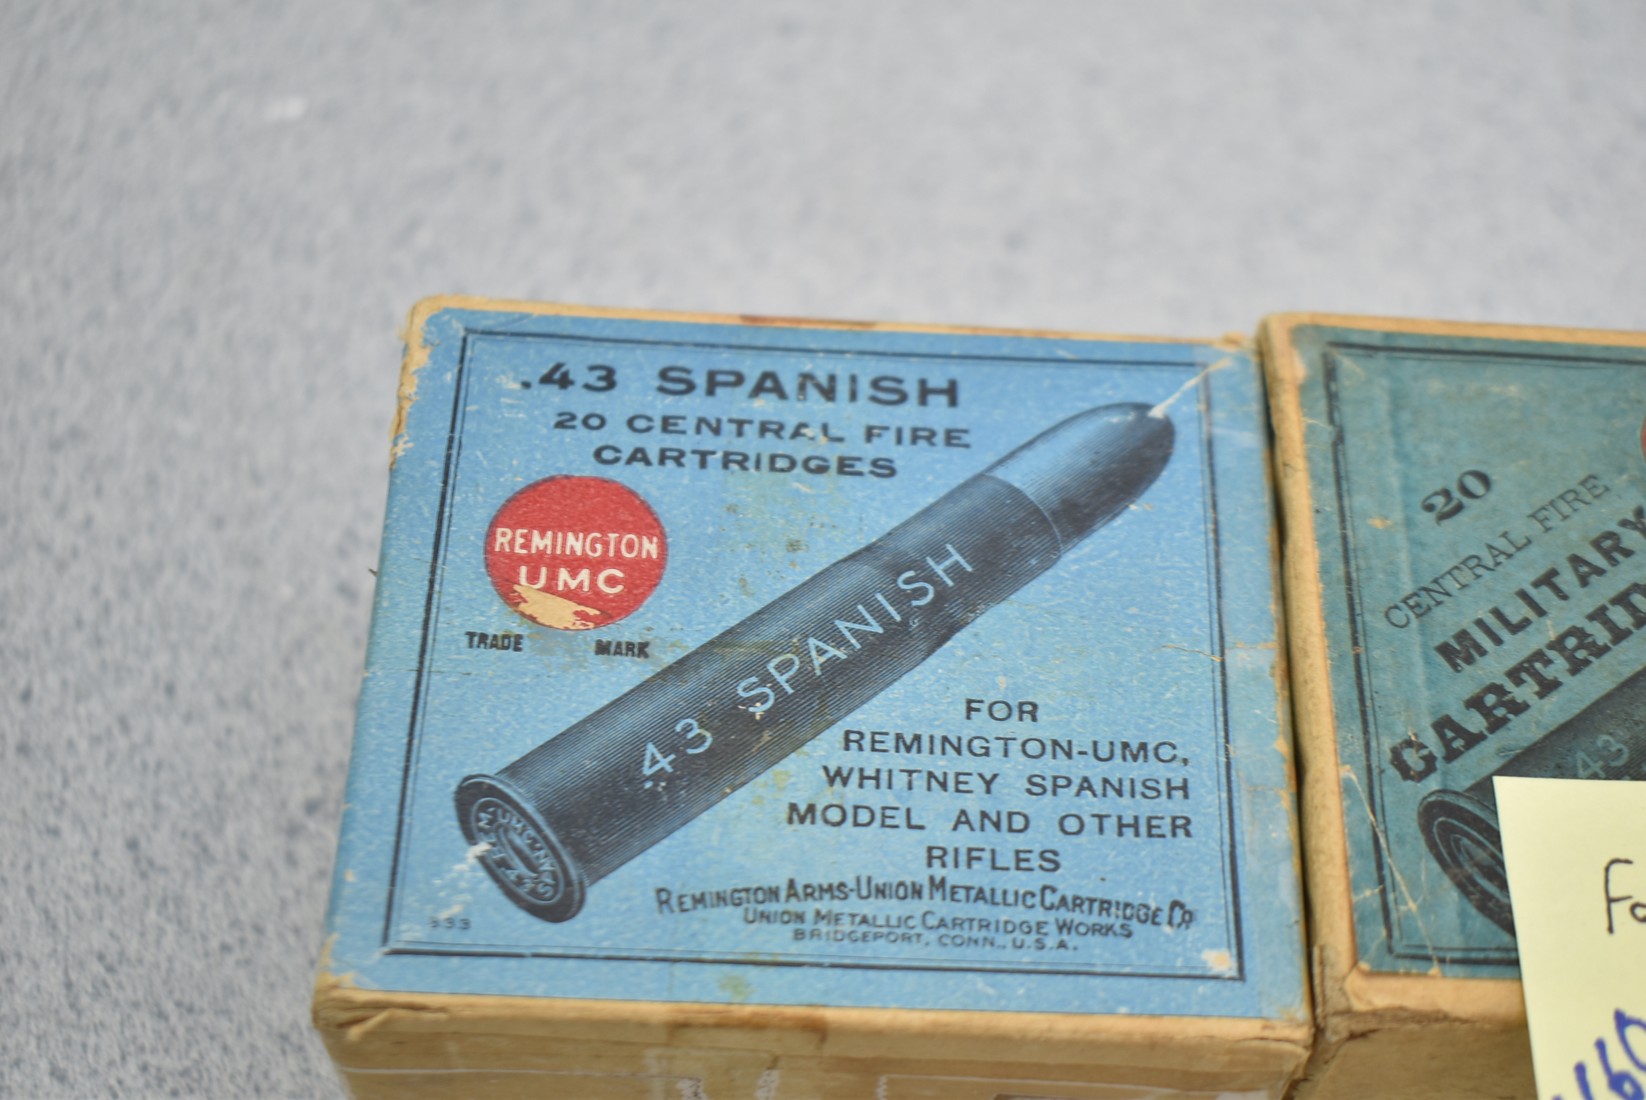 .43 SPANISH
20 CENTRAL FIRE
CARTRIDGES
REMINGTON
UMC
TRADE MARK
43 SPANISH
FOR
REMINGTON-UMC,
WHITNEY SPANISH
MODEL AND OTHER
RIFLES
REMINGTON ARMS-UNION METALLIC CARTRIDGE CO
UNION METALLIC CARTRIDGE WORKS
BRIDGEPORT, CONN., U.S.A.
20
CENTRAL FIRE
MILITARY
43